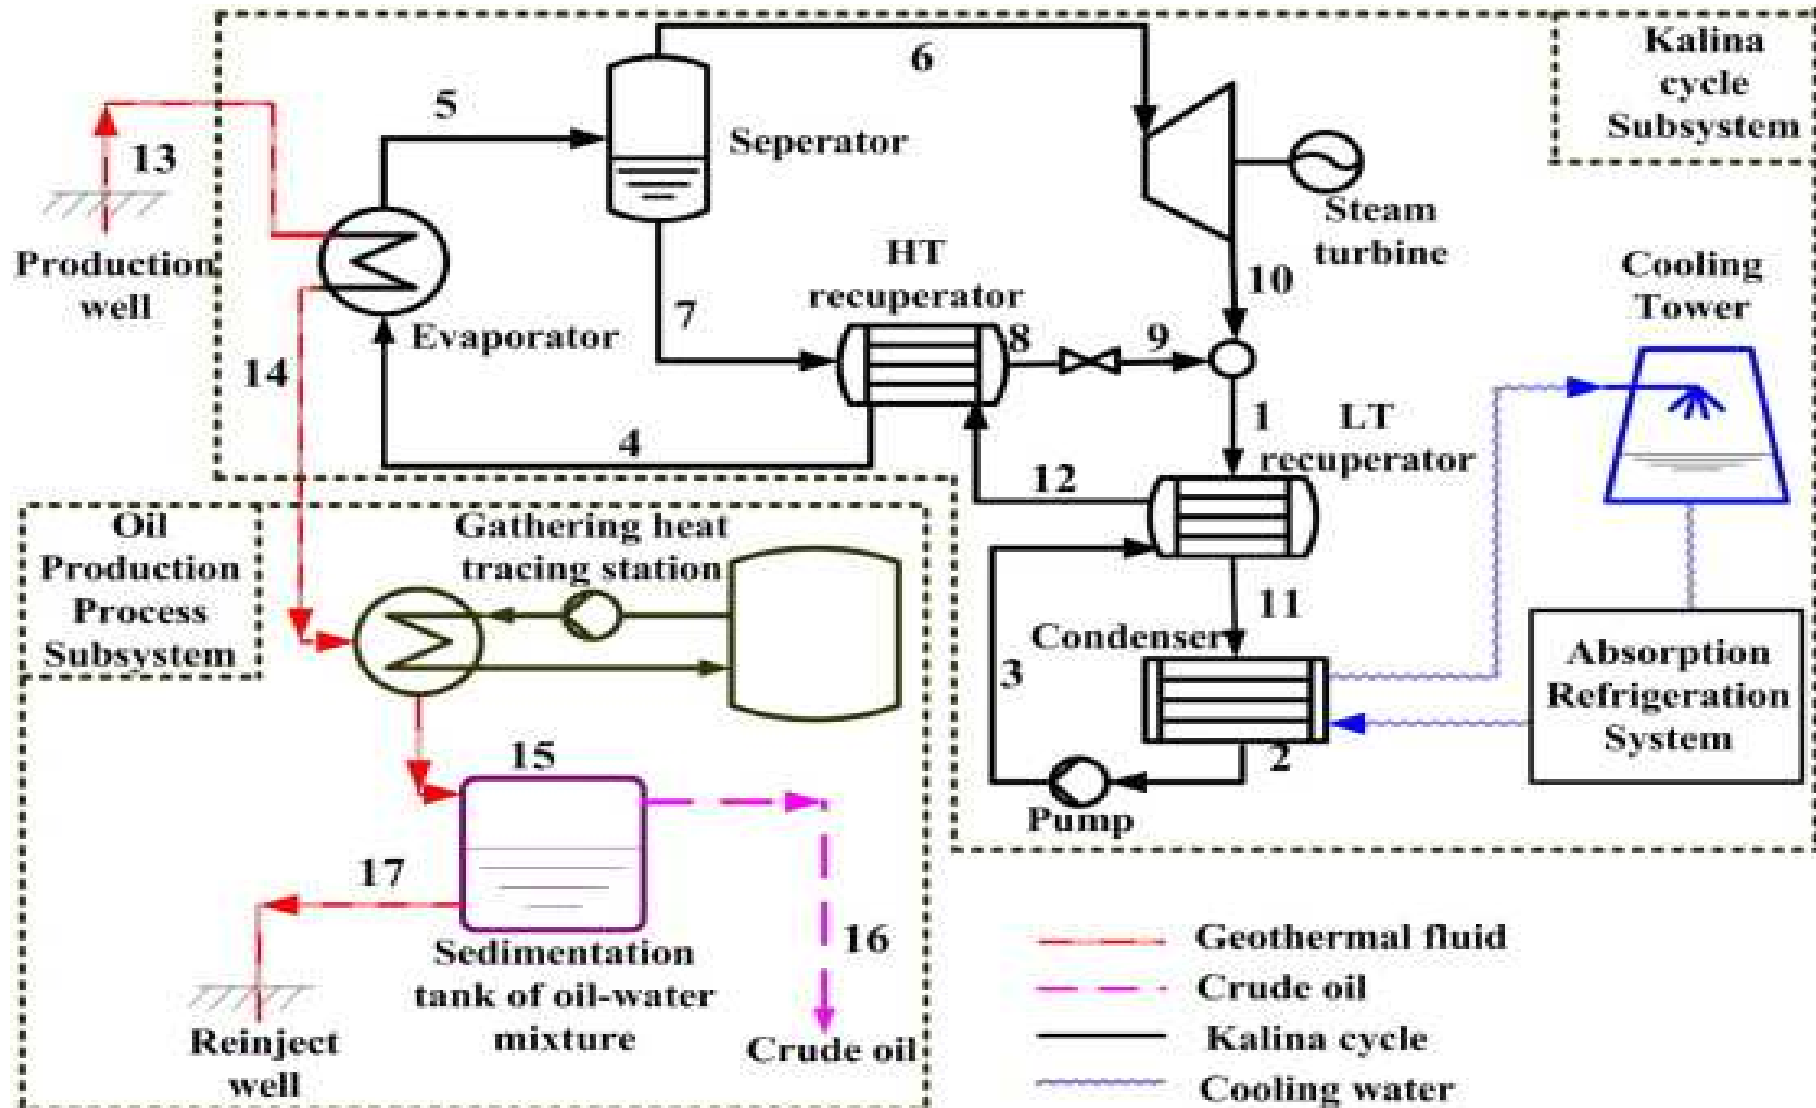 Kalina
cycle
Subsystem
6
5
13
Seperator
Steam
turbine
Production
well
HT
recuperator
10
Cooling
Tower
7
Evaporator
8
9
14
1
LT
recuperator
4
12
Oil
Production
Process
Subsystem
Gathering heat
tracing station
11
Condenser
3
Absorption
Refrigeration
System
2
15
Pump
17
16
Sedimentation
tank of oil-water
mixture
Reinject
well
Crude oil
Geothermal fluid
Crude oil
Kalina cycle
Cooling water